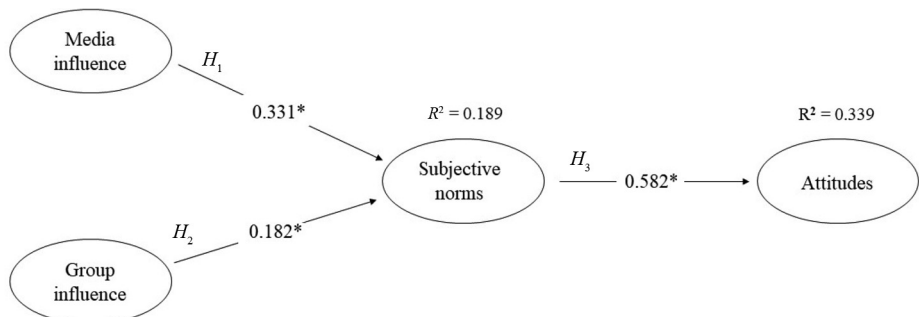 Media
influence
H₁
0.331*
R² = 0.189
R² = 0.339
Subjective
norms
H₃
0.582*
Attitudes
H₂
0.182*
Group
influence